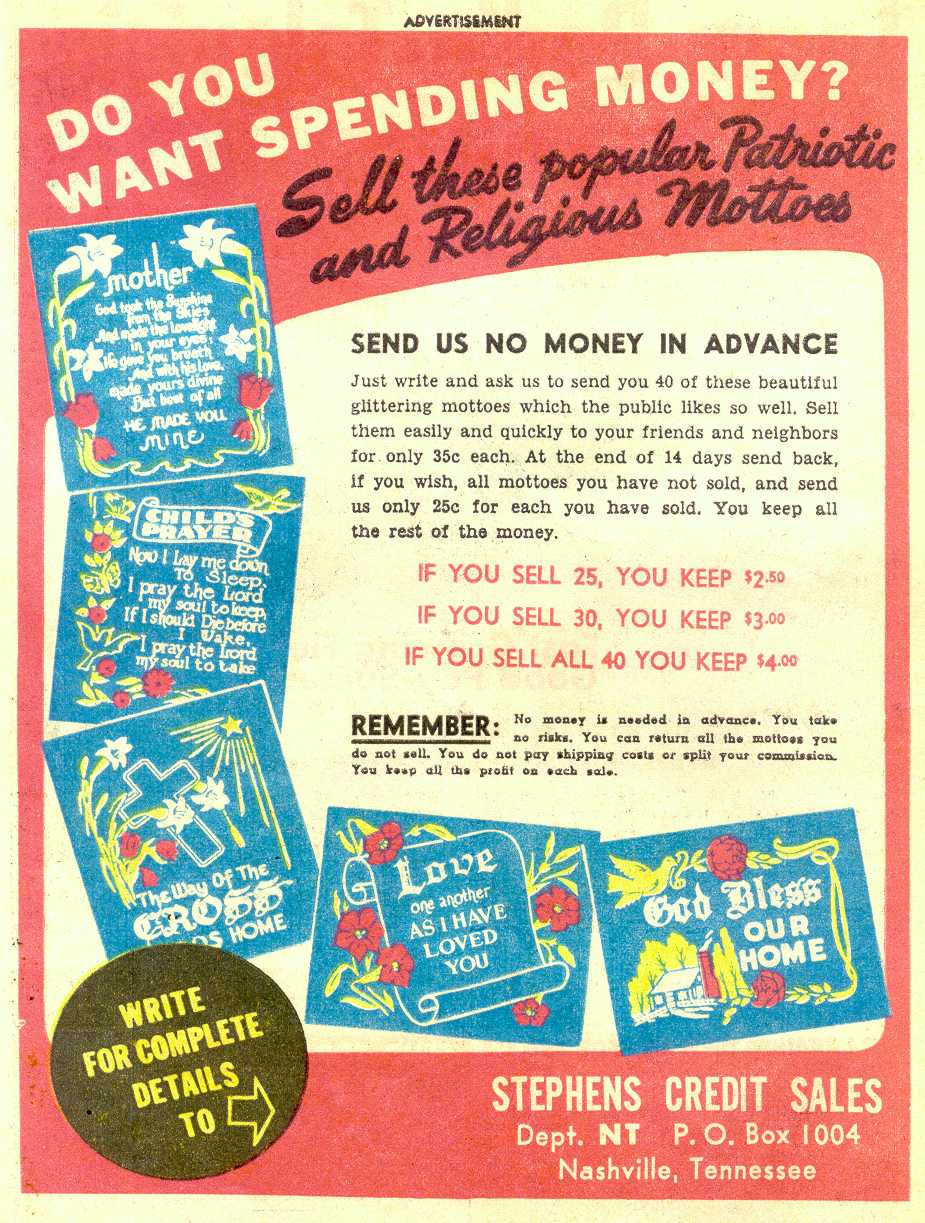 ADVERTISEMENT
DO YOU
WANT SPENDING MONEY?
Sell these popular Patriotic
and Religious Mottoes
mother
God took the Sunshine
from the Skies
And made the lovelight
in your eyes;
He gave you breath
And with his love,
made yours divine
But best of all
HE MADE YOU
MINE
CHILD'S
PRAYER
Now I Lay me down
To Sleep,
I pray the Lord
my soul to keep,
If I should Die before
I Wake,
I pray the Lord
my soul to take
The Way Of The
CROSS
DS HOME
SEND US NO MONEY IN ADVANCE
Just write and ask us to send you 40 of these beautiful
glittering mottoes which the public likes so well. Sell
them easily and quickly to your friends and neighbors
for only 35c each. At the end of 14 days send back,
if you wish, all mottoes you have not sold, and send
us only 25c for each you have sold. You keep all
the rest of the money.
IF YOU SELL 25, YOU KEEP $2.50
IF YOU SELL 30, YOU KEEP $3.00
IF YOU SELL ALL 40 YOU KEEP $4.00
REMEMBER: No money is needed in advance. You take
no risks. You can return all the mottoes you
do not sell. You do not pay shipping costs or split your commission.
You keep all the profit on each sale.
Love
one another
AS I HAVE
LOVED
YOU
God Bless
OUR
HOME
WRITE
FOR COMPLETE
DETAILS
TO
STEPHENS CREDIT SALES
Dept. NT P. O. Box 1004
Nashville, Tennessee